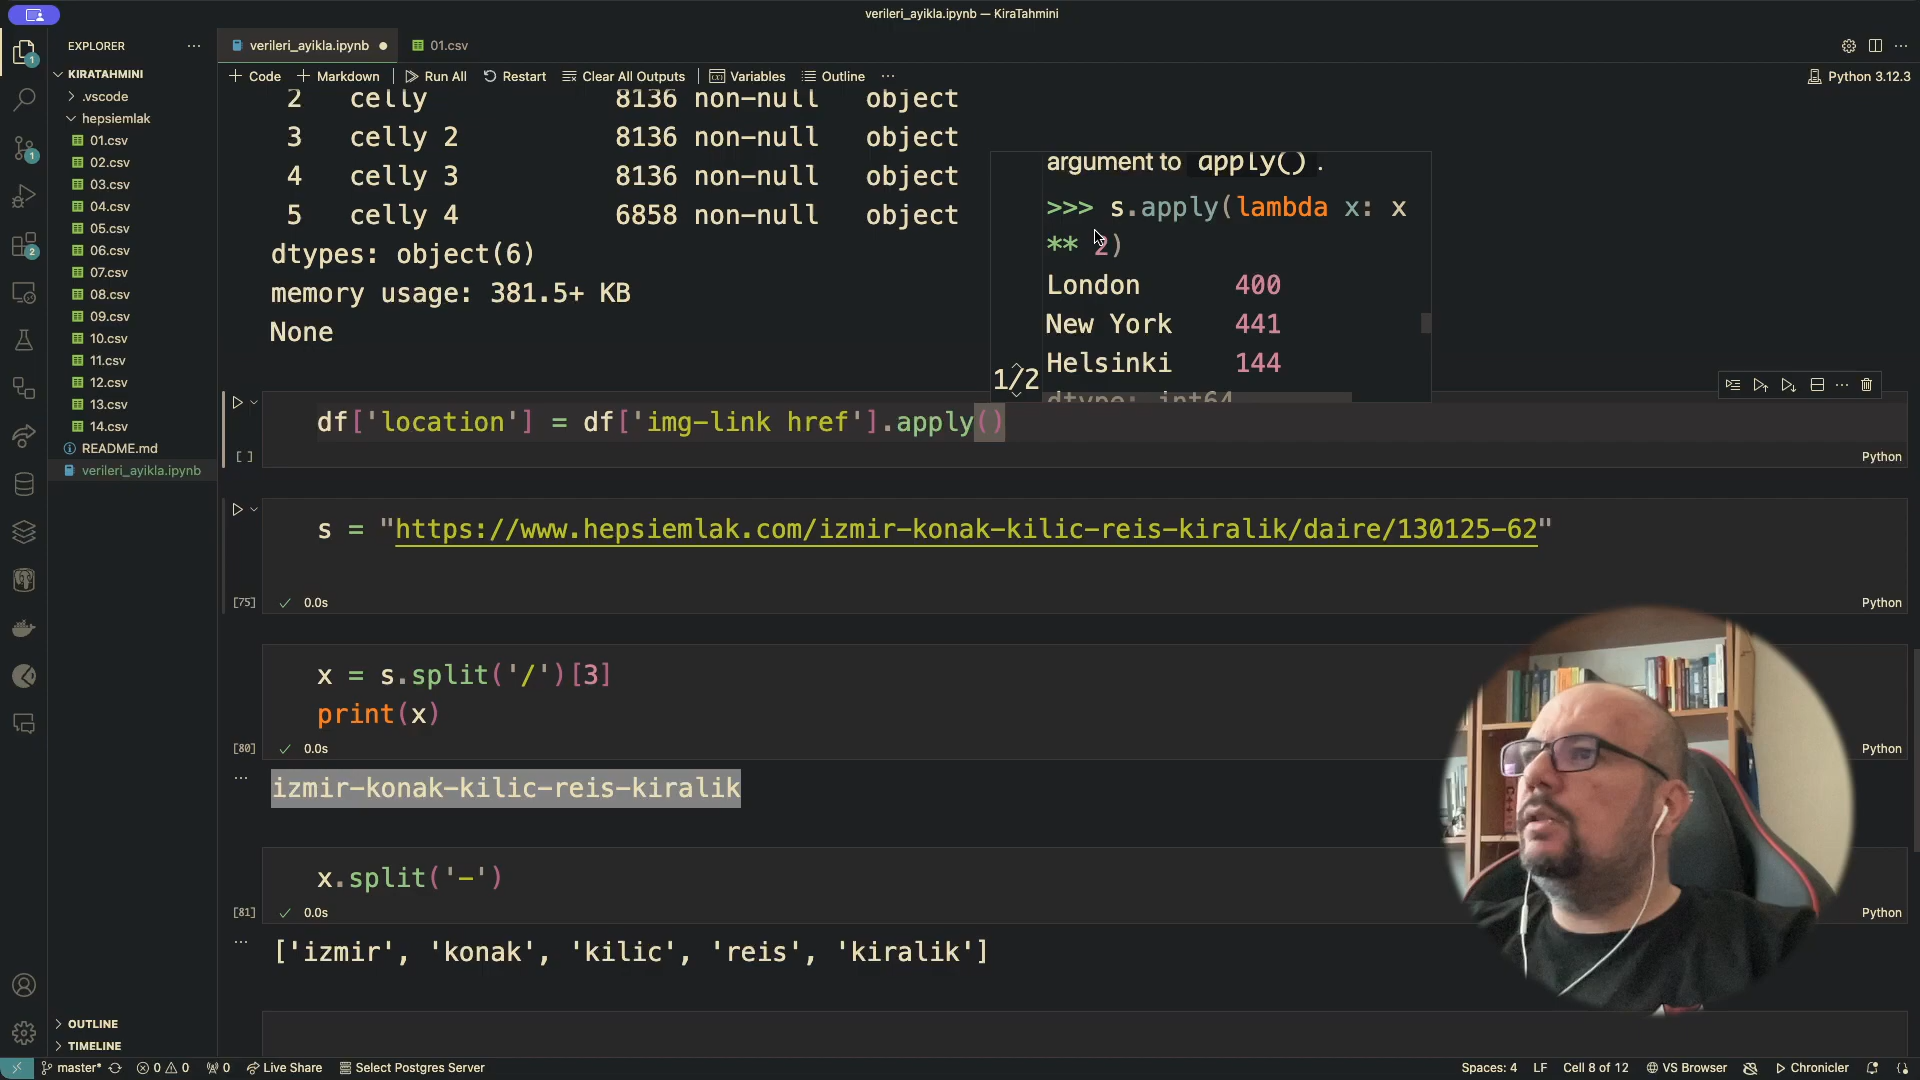 verileri_ayikla.ipynb — KiraTahmini
EXPLORER
verileri_ayikla.ipynb
01.csv
KIRATAHMINI
.vscode
hepsiemlak
01.csv
02.csv
03.csv
04.csv
05.csv
06.csv
07.csv
08.csv
09.csv
10.csv
11.csv
12.csv
13.csv
14.csv
README.md
verileri_ayikla.ipynb
OUTLINE
TIMELINE
Code
Markdown
Run All
Restart
Clear All Outputs
Variables
Outline
Python 3.12.3
2 celly 8136 non-null object
3 celly 2 8136 non-null object
4 celly 3 8136 non-null object
5 celly 4 6858 non-null object
dtypes: object(6)
memory usage: 381.5+ KB
None
argument to apply() .
>>> s.apply(lambda x: x
** 2)
London 400
New York 441
Helsinki 144
dtype: int64
1/2
df['location'] = df['img-link href'].apply()
[ ]
Python
s = "https://www.hepsiemlak.com/izmir-konak-kilic-reis-kiralik/daire/130125-62"
[75] 0.0s
Python
x = s.split('/')[3]
print(x)
[80] 0.0s
Python
izmir-konak-kilic-reis-kiralik
x.split('-')
[81] 0.0s
Python
['izmir', 'konak', 'kilic', 'reis', 'kiralik']
master* 0 0 0 Live Share Select Postgres Server
Spaces: 4 LF Cell 8 of 12 VS Browser Chronicler
1
1
2